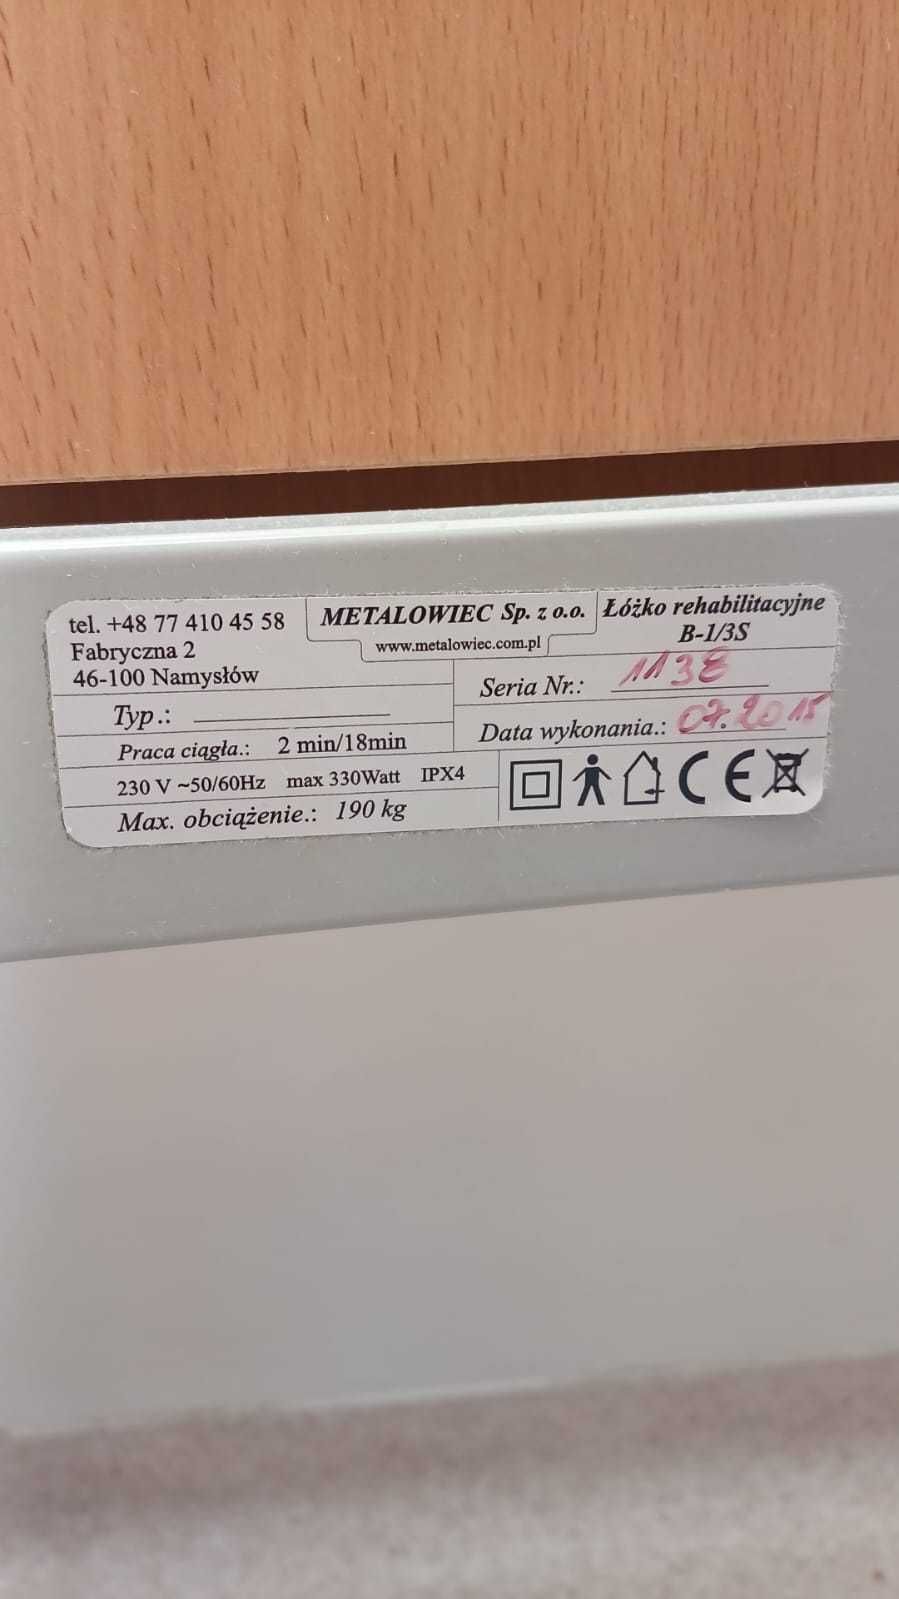 tel. +48 77 410 45 58
Fabryczna 2
46-100 Namysłów
METALOWIEC Sp. z o.o.
www.metalowiec.com.pl
Łóżko rehabilitacyjne
B-1/3S
Typ.:
Seria Nr.: 1138
Data wykonania.: 07.2015
Praca ciągła.: 2 min/18min
230 V ~50/60Hz max 330Watt IPX4
Max. obciążenie.: 190 kg
CE